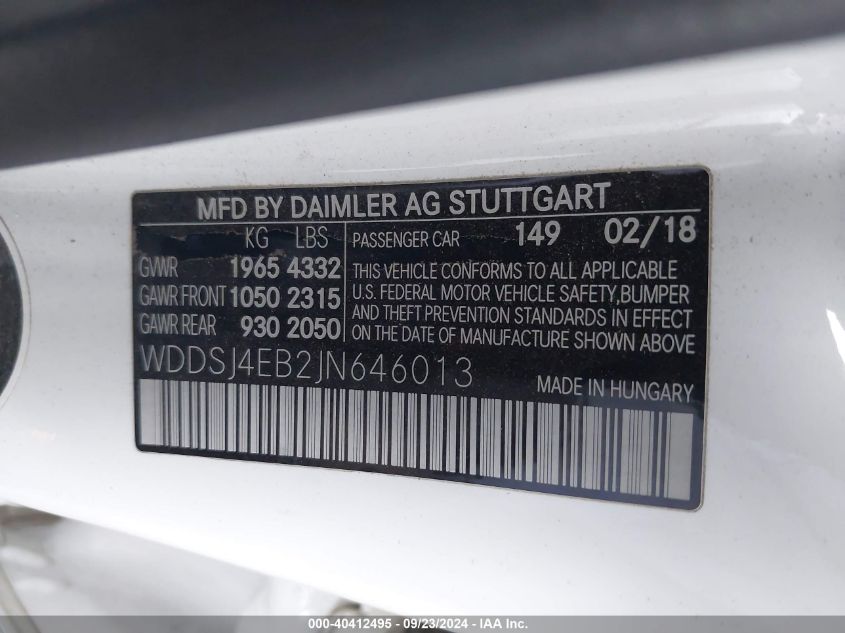 MFD BY DAIMLER AG STUTTGART
KG LBS PASSENGER CAR 149 02/18
GVWR 1965 4332 THIS VEHICLE CONFORMS TO ALL APPLICABLE
GAWR FRONT 1050 2315 U.S. FEDERAL MOTOR VEHICLE SAFETY,BUMPER
GAWR REAR 930 2050 AND THEFT PREVENTION STANDARDS IN EFFECT
ON THE DATE OF MANUFACTURE SHOWN ABOVE
WDDSJ4EB2JN646013 MADE IN HUNGARY
000-40412495 - 09/23/2024 - IAA Inc.